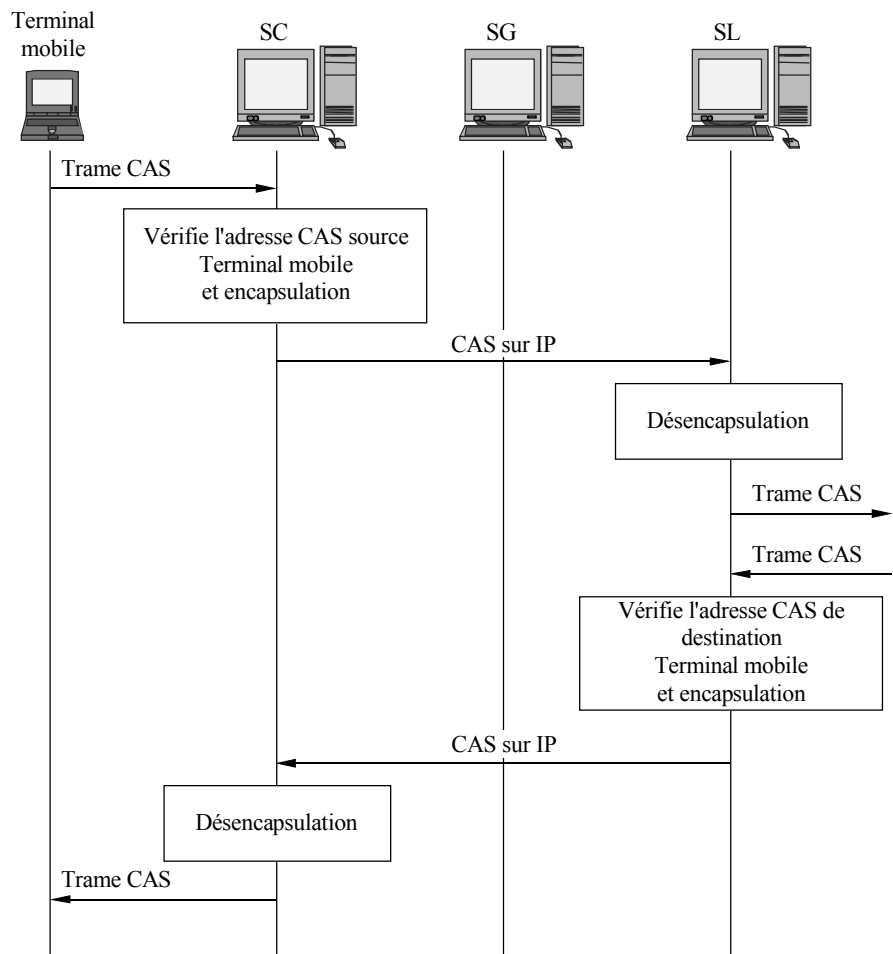 Terminal
mobile
SC
SG
SL
Trame CAS
Vérifie l'adresse CAS source
Terminal mobile
et encapsulation
CAS sur IP
Désencapsulation
Trame CAS
Trame CAS
Vérifie l'adresse CAS de
destination
Terminal mobile
et encapsulation
CAS sur IP
Désencapsulation
Trame CAS